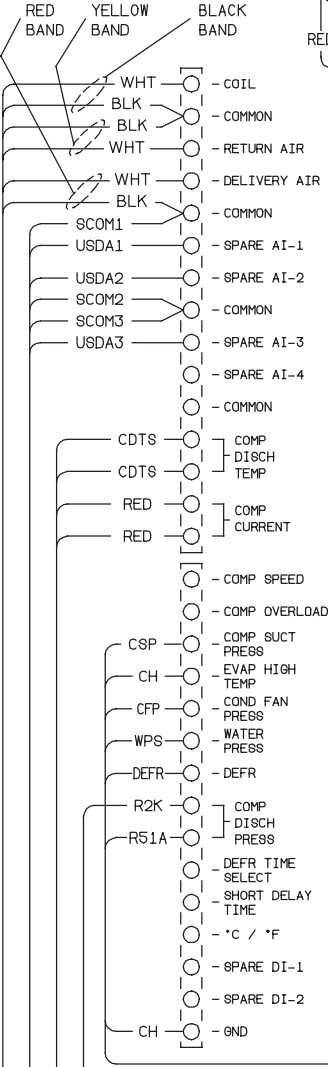 RED BAND
YELLOW BAND
BLACK BAND
RED
WHT - COIL
BLK
- COMMON
BLK
WHT - RETURN AIR
WHT - DELIVERY AIR
BLK - COMMON
SCOM1
USDA1 - SPARE AI-1
USDA2 - SPARE AI-2
SCOM2
- COMMON
SCOM3
USDA3 - SPARE AI-3
- SPARE AI-4
- COMMON
CDTS COMP
DISCH
CDTS TEMP
RED COMP
CURRENT
RED
- COMP SPEED
- COMP OVERLOAD
CSP - COMP SUCT
PRESS
CH - EVAP HIGH
TEMP
CFP - COND FAN
PRESS
WPS - WATER
PRESS
DEFR - DEFR
R2K COMP
DISCH
R51A PRESS
- DEFR TIME
SELECT
- SHORT DELAY
TIME
- °C / °F
- SPARE DI-1
- SPARE DI-2
CH - GND